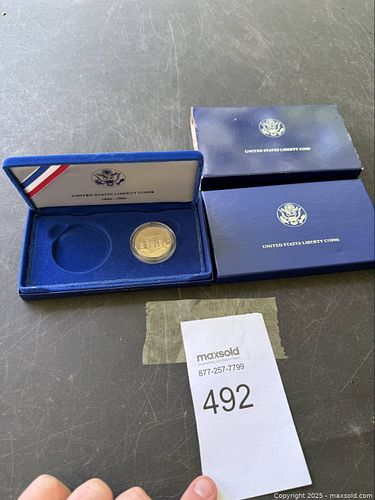 UNITED STATES LIBERTY COIN
UNITED STATES LIBERTY COINS
1886-1986
UNITED STATES LIBERTY COINS
maxsold
877-257-7799
492
Copyright © 2025 - maxsold.com